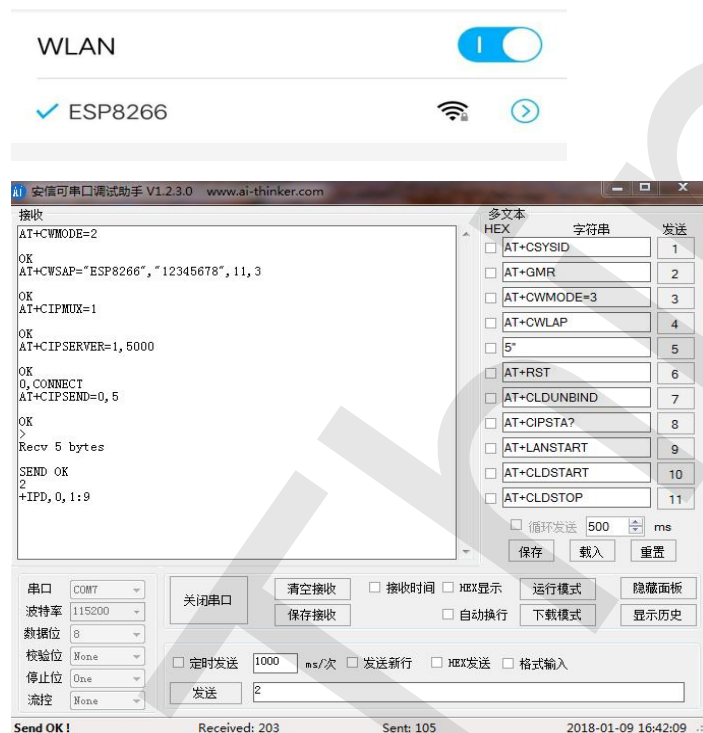 WLAN
ESP8266
安信可串口调试助手 V1.2.3.0 www.ai-thinker.com
接收
AT+CWMODE=2
OK
AT+CWSAP="ESP8266","12345678",11,3
OK
AT+CIPMUX=1
OK
AT+CIPSERVER=1,5000
OK
0,CONNECT
AT+CIPSEND=0,5
OK
>
Recv 5 bytes
SEND OK
2
+IPD,0,1:9
多文本
HEX 字符串 发送
AT+CSYSID 1
AT+GMR 2
AT+CWMODE=3 3
AT+CWLAP 4
5" 5
AT+RST 6
AT+CLDUNBIND 7
AT+CIPSTA? 8
AT+LANSTART 9
AT+CLDSTART 10
AT+CLDSTOP 11
循环发送 500 ms
保存 载入 重置
串口 COM7
波特率 115200
数据位 8
校验位 None
停止位 One
流控 None
关闭串口 清空接收 接收时间 HEX显示 运行模式 隐藏面板
保存接收 自动换行 下载模式 显示历史
定时发送 1000 ms/次 发送新行 HEX发送 格式输入
发送 2
Send OK! Received: 203 Sent: 105 2018-01-09 16:42:09